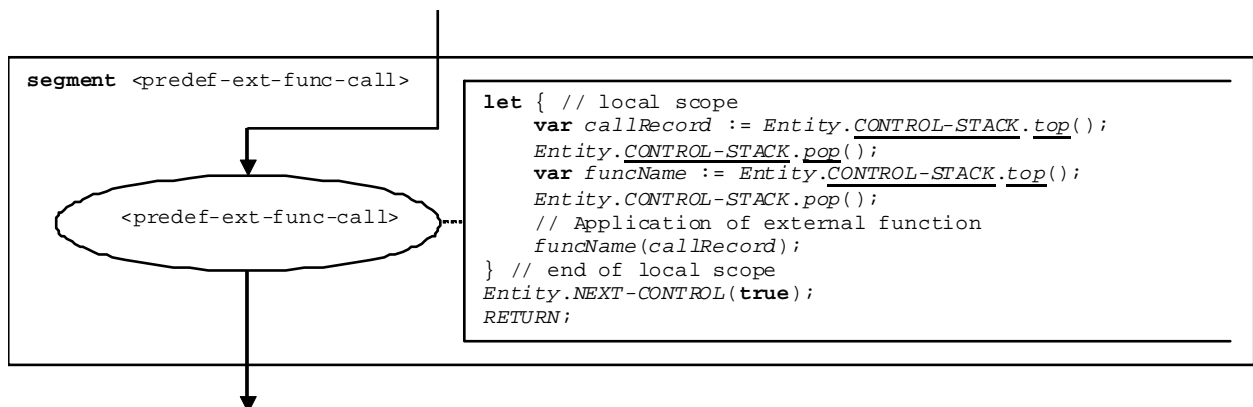 segment <predef-ext-func-call>
<predef-ext-func-call>
let { // local scope
var callRecord := Entity.CONTROL-STACK.top();
Entity.CONTROL-STACK.pop();
var funcName := Entity.CONTROL-STACK.top();
Entity.CONTROL-STACK.pop();
// Application of external function
funcName(callRecord);
} // end of local scope
Entity.NEXT-CONTROL(true);
RETURN;